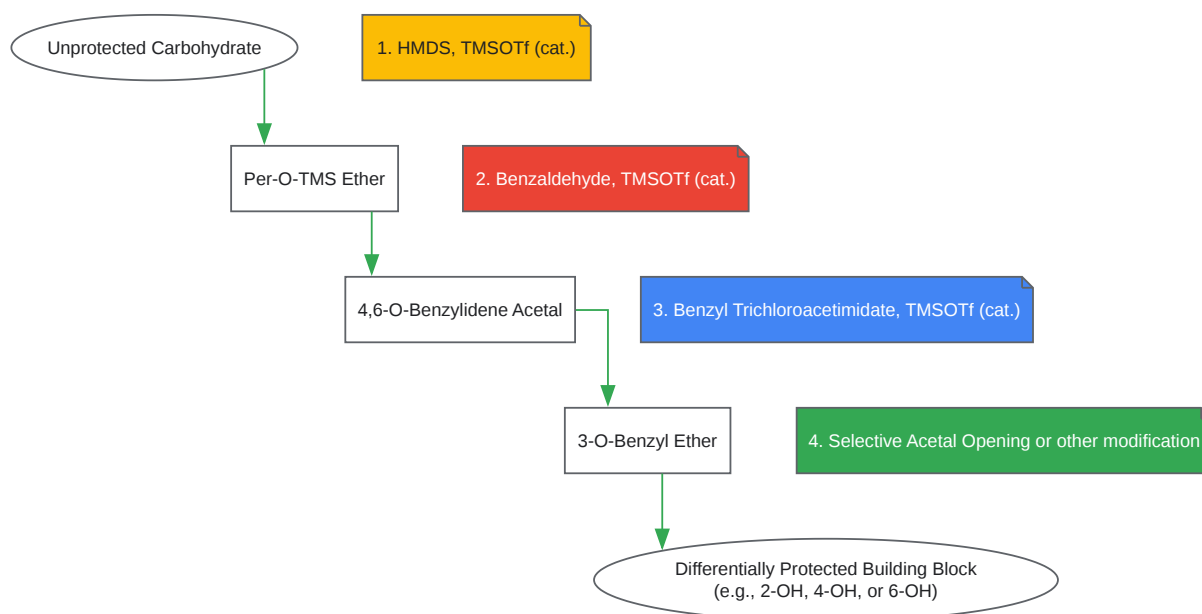 Unprotected Carbohydrate
1. HMDS, TMSOTf (cat.)
Per-O-TMS Ether
2. Benzaldehyde, TMSOTf (cat.)
4,6-O-Benzylidene Acetal
3. Benzyl Trichloroacetimidate, TMSOTf (cat.)
3-O-Benzyl Ether
4. Selective Acetal Opening or other modification
Differentially Protected Building Block
(e.g., 2-OH, 4-OH, or 6-OH)